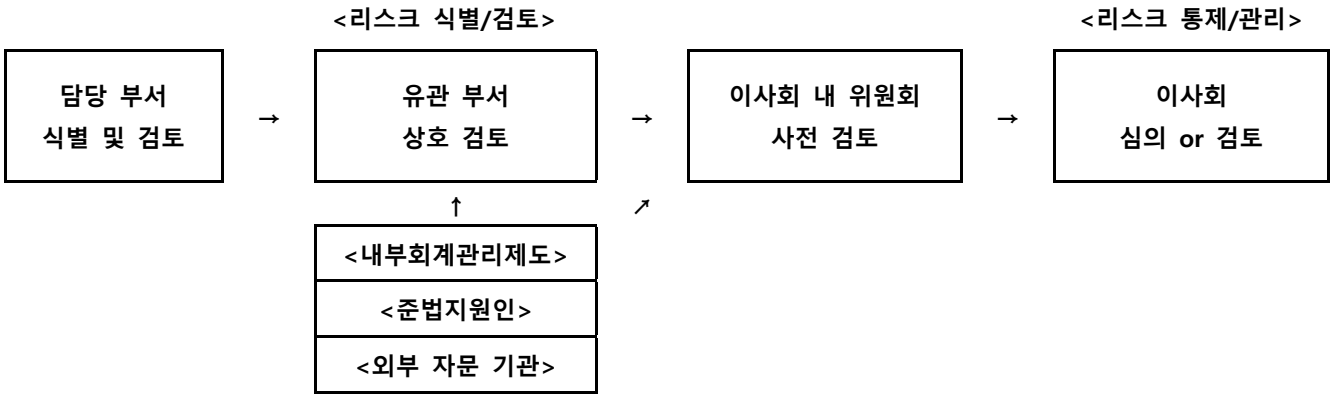 <리스크 식별/검토>
<리스크 통제/관리>
담당 부서
식별 및 검토
→
유관 부서
상호 검토
→
이사회 내 위원회
사전 검토
→
이사회
심의 or 검토
↑
↗
<내부회계관리제도>
<준법지원인>
<외부 자문 기관>